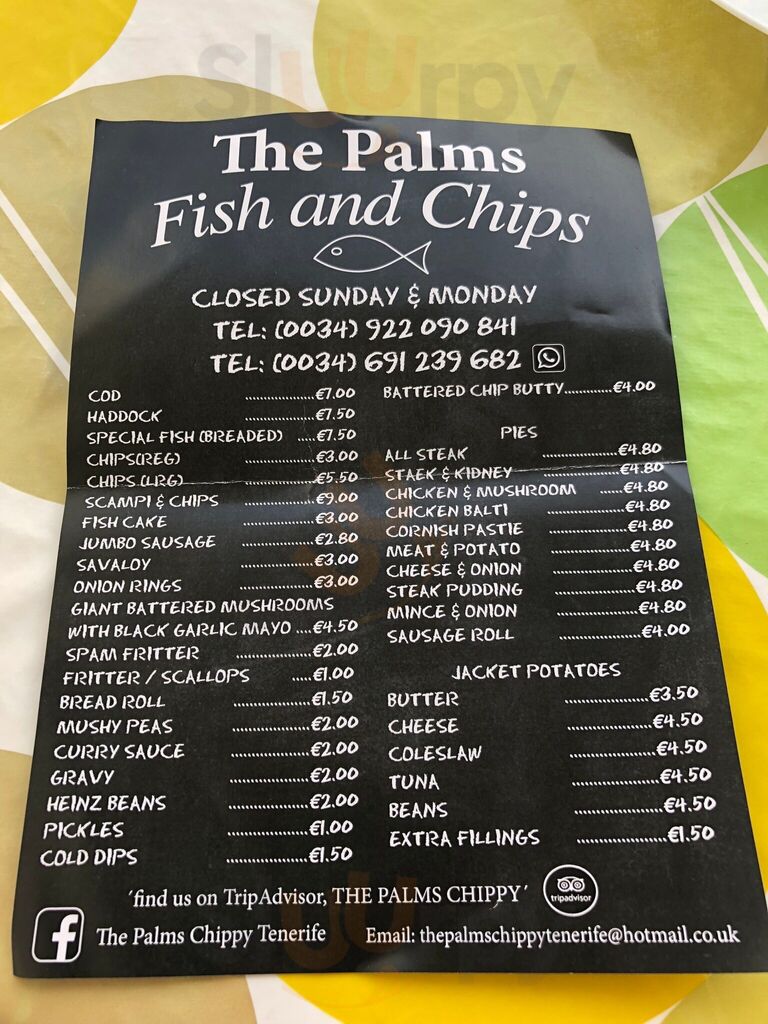 Sluurpy
The Palms
Fish and Chips
CLOSED SUNDAY & MONDAY
TEL: (0034) 922 090 841
TEL: (0034) 691 239 682
COD ..................€7.00
HADDOCK ..................€7.50
SPECIAL FISH (BREADED) .....€7.50
CHIPS(REG) ..................€3.00
CHIPS (LRG) ..................€5.50
SCAMPI & CHIPS ..................€9.00
FISH CAKE ..................€3.00
JUMBO SAUSAGE ..................€2.80
SAVALOY ..................€3.00
ONION RINGS ..................€3.00
GIANT BATTERED MUSHROOMS
WITH BLACK GARLIC MAYO ....€4.50
SPAM FRITTER ..................€2.00
FRITTER / SCALLOPS .....€1.00
BREAD ROLL ..................€1.50
MUSHY PEAS ..................€2.00
CURRY SAUCE ..................€2.00
GRAVY ..................€2.00
HEINZ BEANS ..................€2.00
PICKLES ..................€1.00
COLD DIPS ..................€1.50
BATTERED CHIP BUTTY............€4.00
PIES
ALL STEAK ..................€4.80
STAEK & KIDNEY ..................€4.80
CHICKEN & MUSHROOM .....€4.80
CHICKEN BALTI ..................€4.80
CORNISH PASTIE ..................€4.80
MEAT & POTATO ..................€4.80
CHEESE & ONION ..................€4.80
STEAK PUDDING ..................€4.80
MINCE & ONION ..................€4.80
SAUSAGE ROLL ..................€4.00
JACKET POTATOES
BUTTER ..................€3.50
CHEESE ..................€4.50
COLESLAW ..................€4.50
TUNA ..................€4.50
BEANS ..................€4.50
EXTRA FILLINGS ..................€1.50
'find us on TripAdvisor, THE PALMS CHIPPY'
tripadvisor
f The Palms Chippy Tenerife
Email: thepalmschippytenerife@hotmail.co.uk